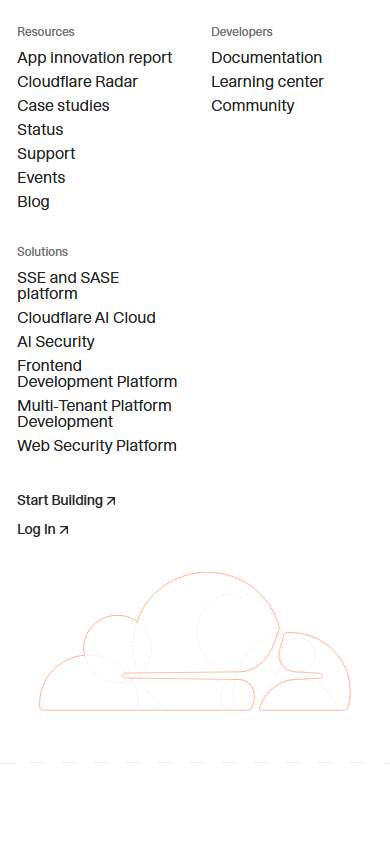 Resources
App innovation report
Cloudflare Radar
Case studies
Status
Support
Events
Blog
Developers
Documentation
Learning center
Community
Solutions
SSE and SASE
platform
Cloudflare AI Cloud
AI Security
Frontend
Development Platform
Multi-Tenant Platform
Development
Web Security Platform
Start Building ↗
Log In ↗